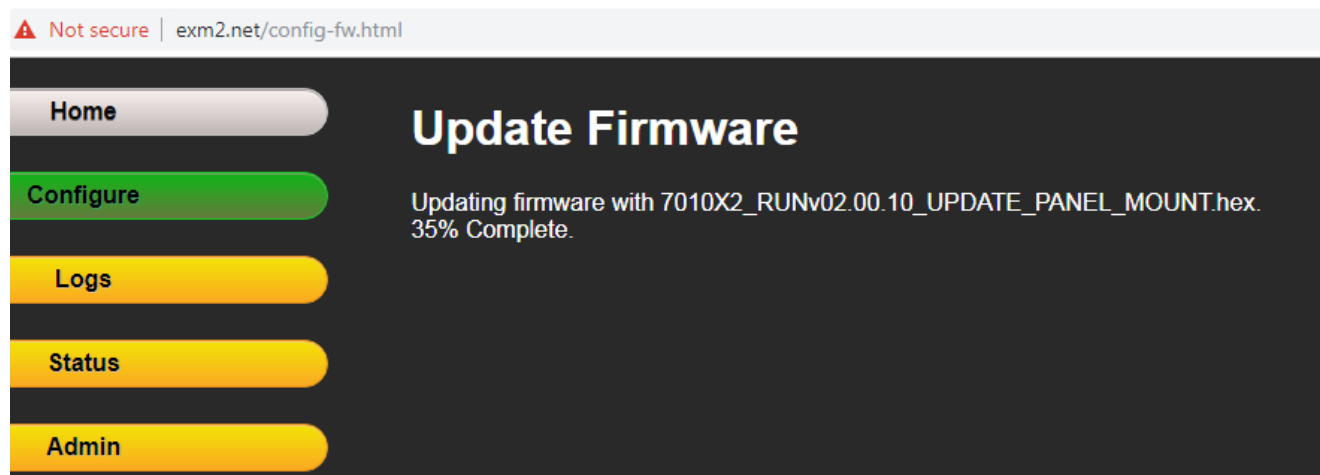 Not secure | exm2.net/config-fw.html
Home
Update Firmware
Configure
Updating firmware with 7010X2_RUNv02.00.10_UPDATE_PANEL_MOUNT.hex.
35% Complete.
Logs
Status
Admin